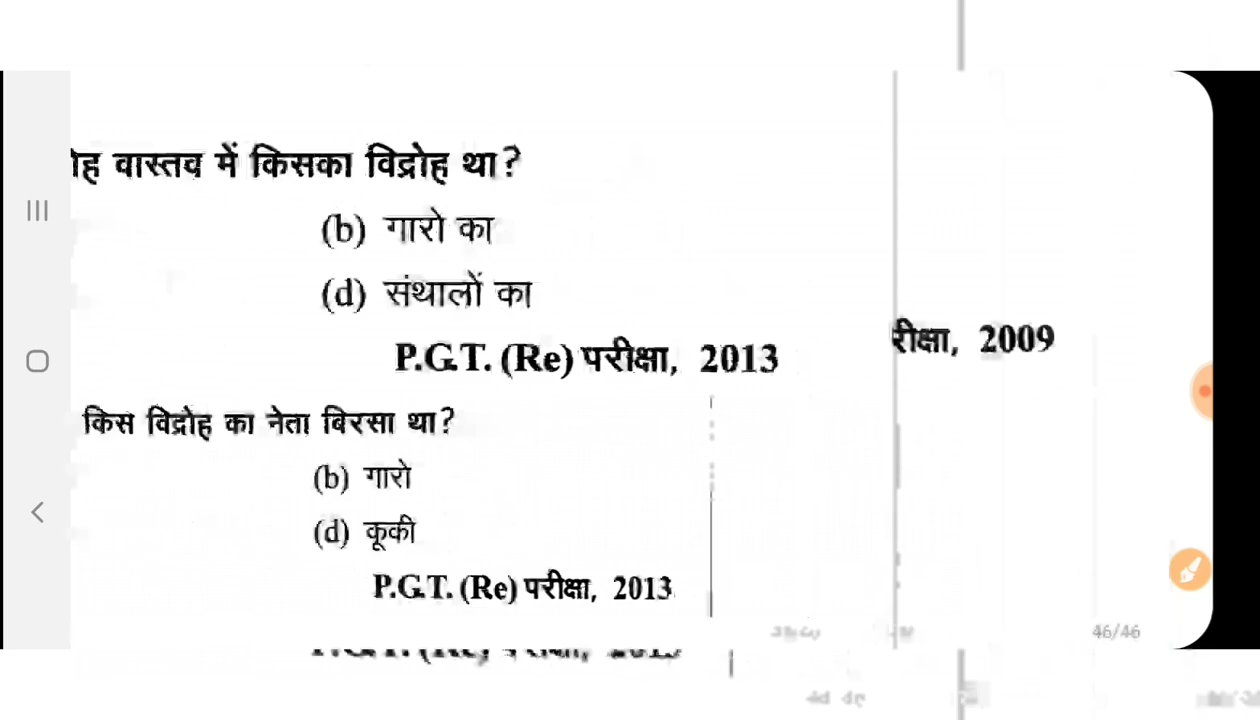 वास्तव में किसका विद्रोह था?
(b) गारो का
(d) संथालों का
P.G.T. (Re) परीक्षा, 2013
2009
किस विद्रोह का नेता बिरसा था?
(b) गारो
(d) कूकी
P.G.T. (Re) परीक्षा, 2013
46/46